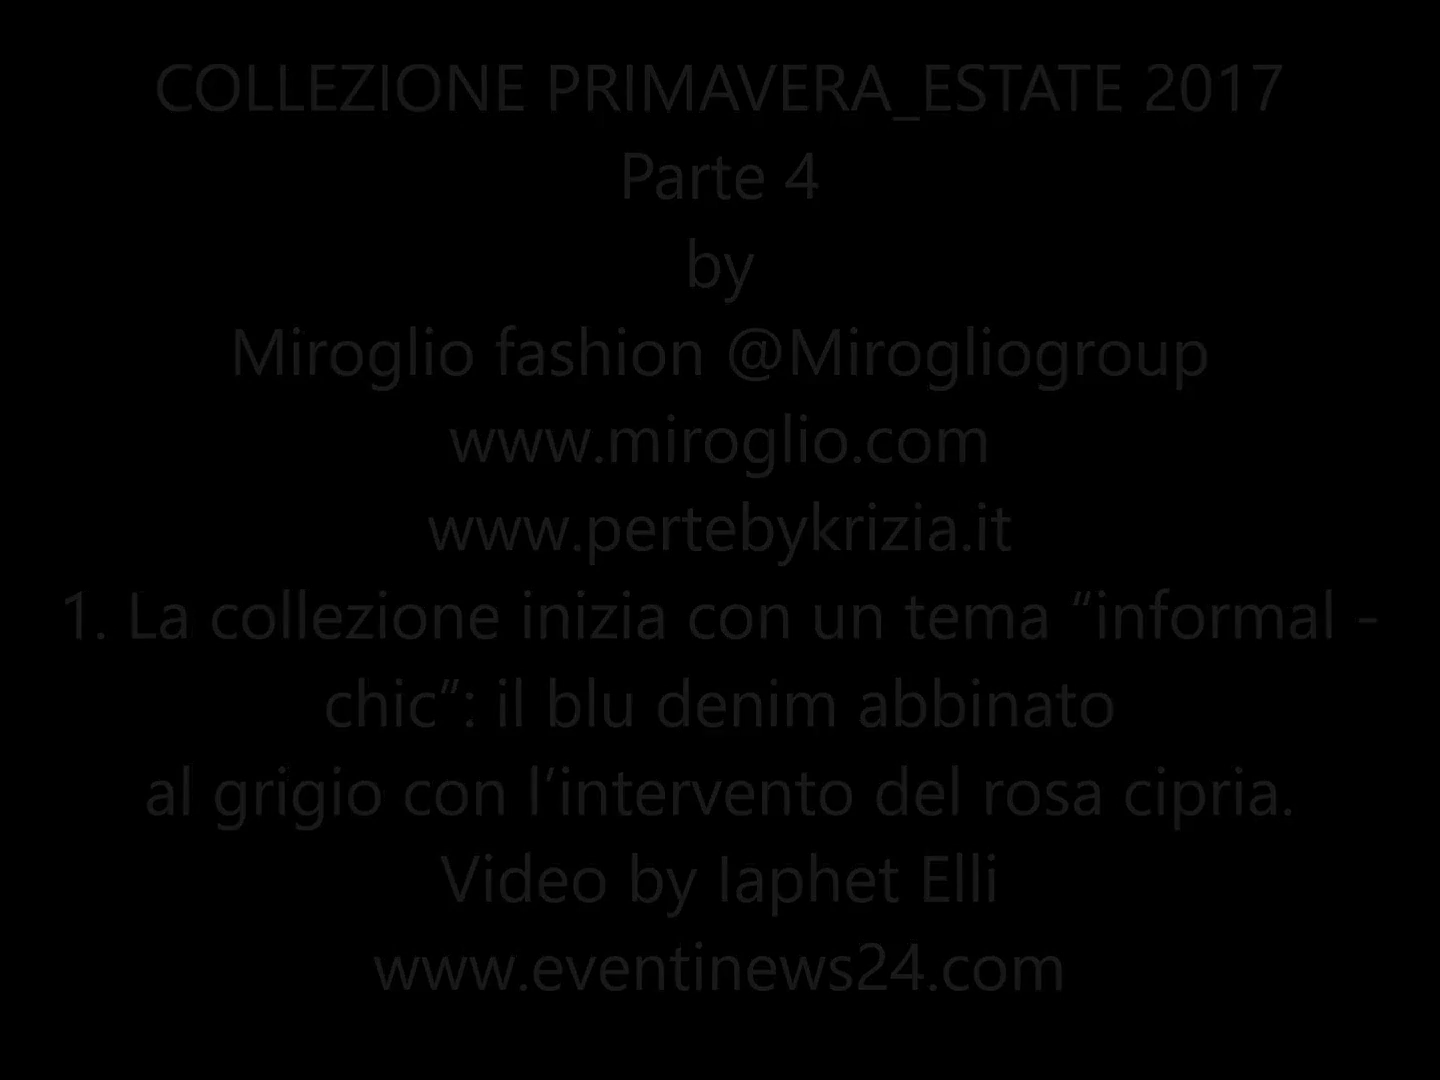 COLLEZIONE PRIMAVERA_ESTATE 2017
Parte 4
by
Miroglio fashion @Mirogliogroup
www.miroglio.com
www.pertebykrizia.it
1. La collezione inizia con un tema “informal -
chic”: il blu denim abbinato
al grigio con l’intervento del rosa cipria.
Video by Iaphet Elli
www.eventinews24.com